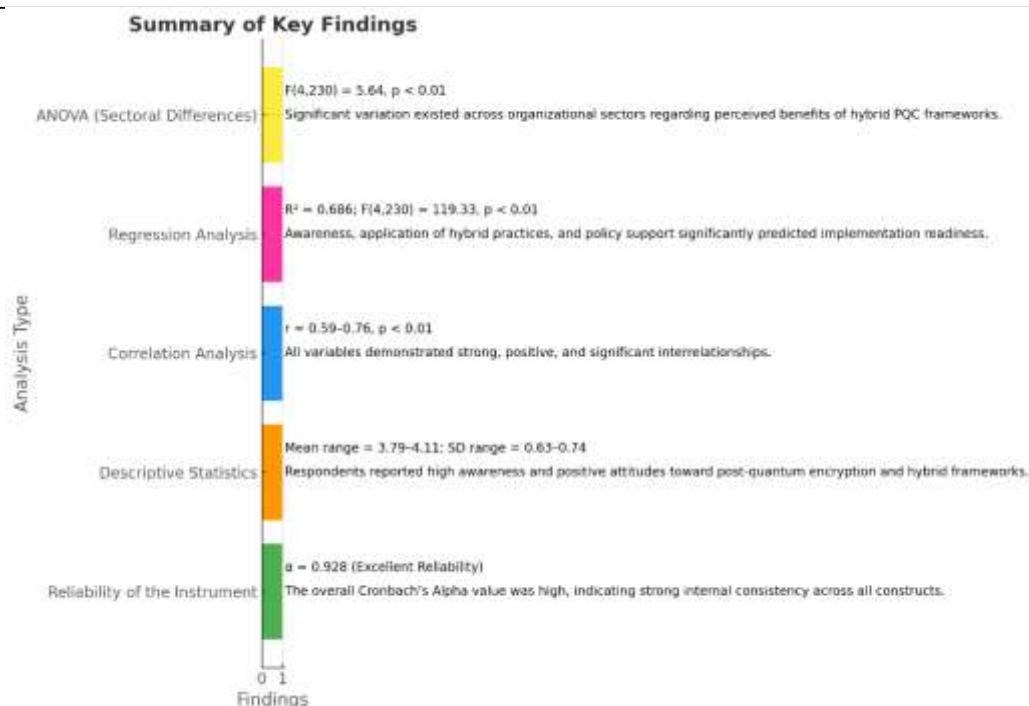 Summary of Key Findings
F(4,230) = 5.64, p < 0.01
ANOVA (Sectoral Differences)
Significant variation existed across organizational sectors regarding perceived benefits of hybrid PQC frameworks.
R² = 0.686; F(4,230) = 119.33, p < 0.01
Regression Analysis
Awareness, application of hybrid practices, and policy support significantly predicted implementation readiness.
Analysis Type
r = 0.59–0.76, p < 0.01
Correlation Analysis
All variables demonstrated strong, positive, and significant interrelationships.
Mean range = 3.79–4.11; SD range = 0.63–0.74
Descriptive Statistics
Respondents reported high awareness and positive attitudes toward post-quantum encryption and hybrid frameworks.
α = 0.928 (Excellent Reliability)
Reliability of the Instrument
The overall Cronbach's Alpha value was high, indicating strong internal consistency across all constructs.
0 1
Findings